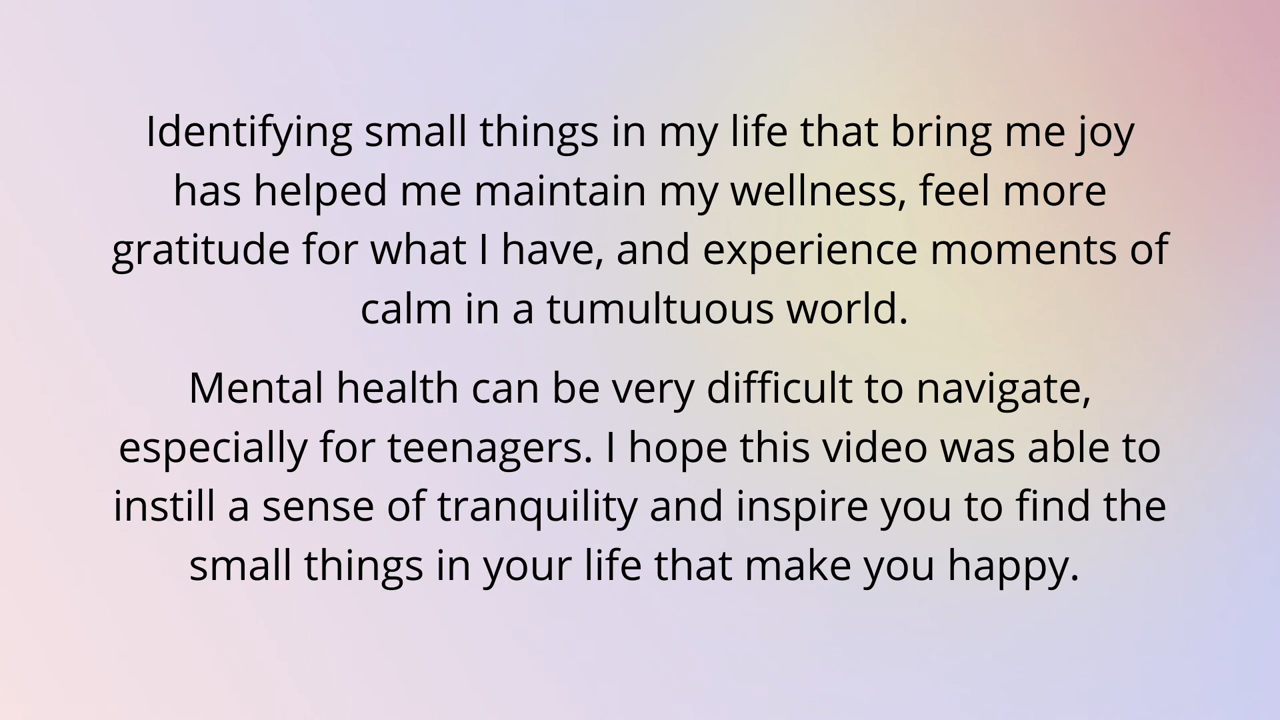 Identifying small things in my life that bring me joy
has helped me maintain my wellness, feel more
gratitude for what I have, and experience moments of
calm in a tumultuous world.
Mental health can be very difficult to navigate,
especially for teenagers. I hope this video was able to
instill a sense of tranquility and inspire you to find the
small things in your life that make you happy.